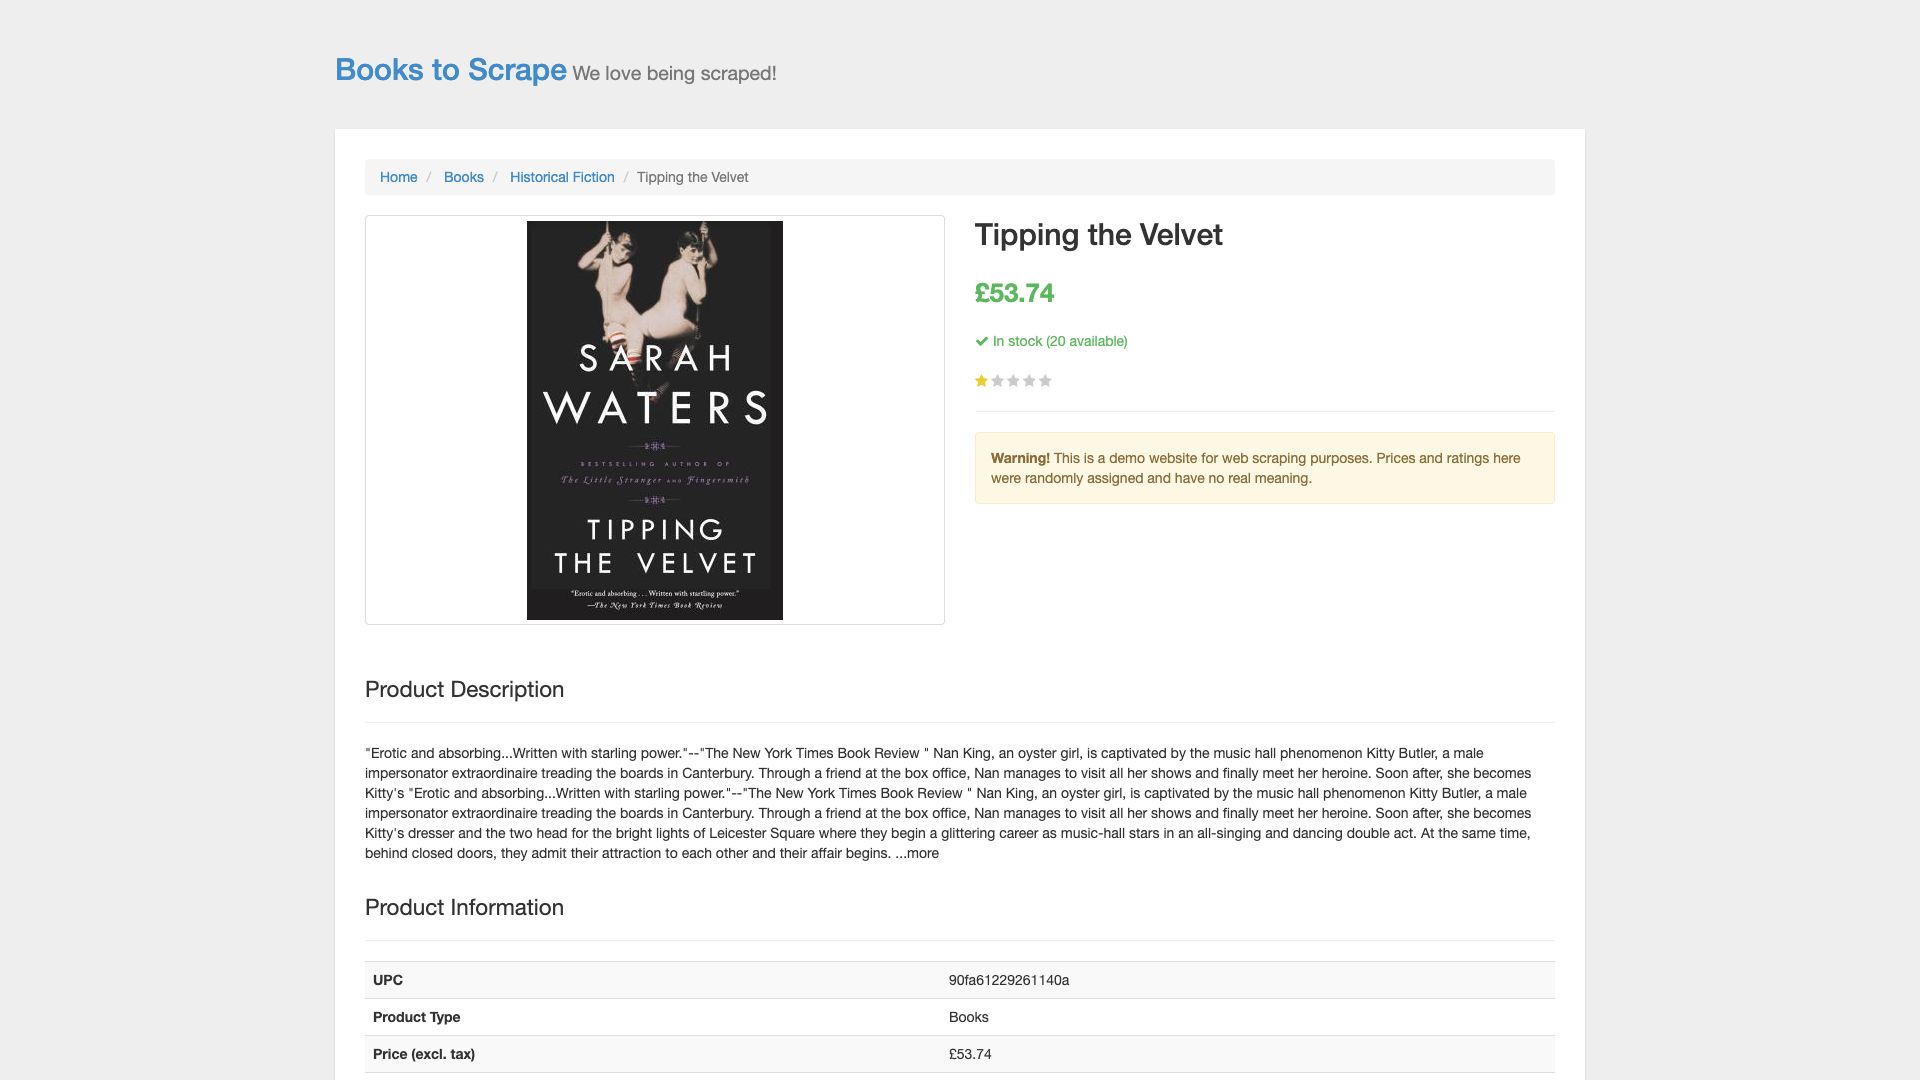 Books to Scrape We love being scraped!
Home / Books / Historical Fiction / Tipping the Velvet
SARAH
WATERS
BESTSELLING AUTHOR OF
The Little Stranger AND Fingersmith
TIPPING
THE VELVET
"Erotic and absorbing . . . Written with startling power."
—The New York Times Book Review
Tipping the Velvet
£53.74
In stock (20 available)
Warning! This is a demo website for web scraping purposes. Prices and ratings here
were randomly assigned and have no real meaning.
Product Description
"Erotic and absorbing...Written with starling power."--"The New York Times Book Review " Nan King, an oyster girl, is captivated by the music hall phenomenon Kitty Butler, a male
impersonator extraordinaire treading the boards in Canterbury. Through a friend at the box office, Nan manages to visit all her shows and finally meet her heroine. Soon after, she becomes
Kitty's "Erotic and absorbing...Written with starling power."--"The New York Times Book Review " Nan King, an oyster girl, is captivated by the music hall phenomenon Kitty Butler, a male
impersonator extraordinaire treading the boards in Canterbury. Through a friend at the box office, Nan manages to visit all her shows and finally meet her heroine. Soon after, she becomes
Kitty's dresser and the two head for the bright lights of Leicester Square where they begin a glittering career as music-hall stars in an all-singing and dancing double act. At the same time,
behind closed doors, they admit their attraction to each other and their affair begins. ...more
Product Information
UPC 90fa61229261140a
Product Type Books
Price (excl. tax) £53.74